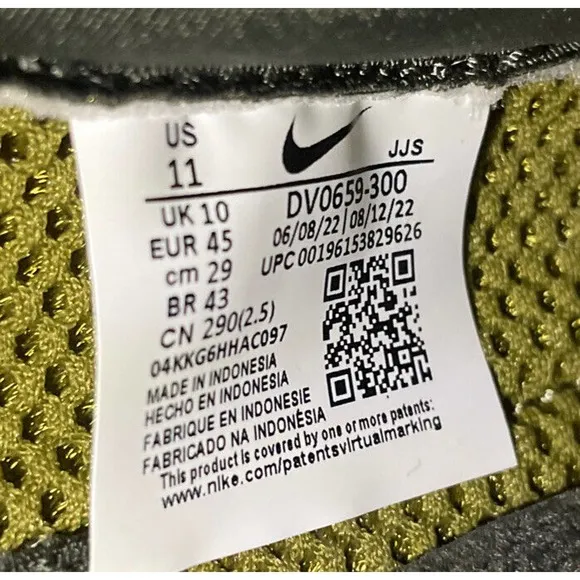 US
11
UK 10
EUR 45
cm 29
BR 43
CN 290(2.5)
04KKG6HHAC097
JJS
DV0659-300
06/08/22 | 08/12/22
UPC 00196153829626
MADE IN INDONESIA
HECHO EN INDONESIA
FABRIQUE EN INDONESIE
FABRICADO NA INDONÉSIA
This product is covered by one or more patents:
www.nike.com/patentsvirtualmarking